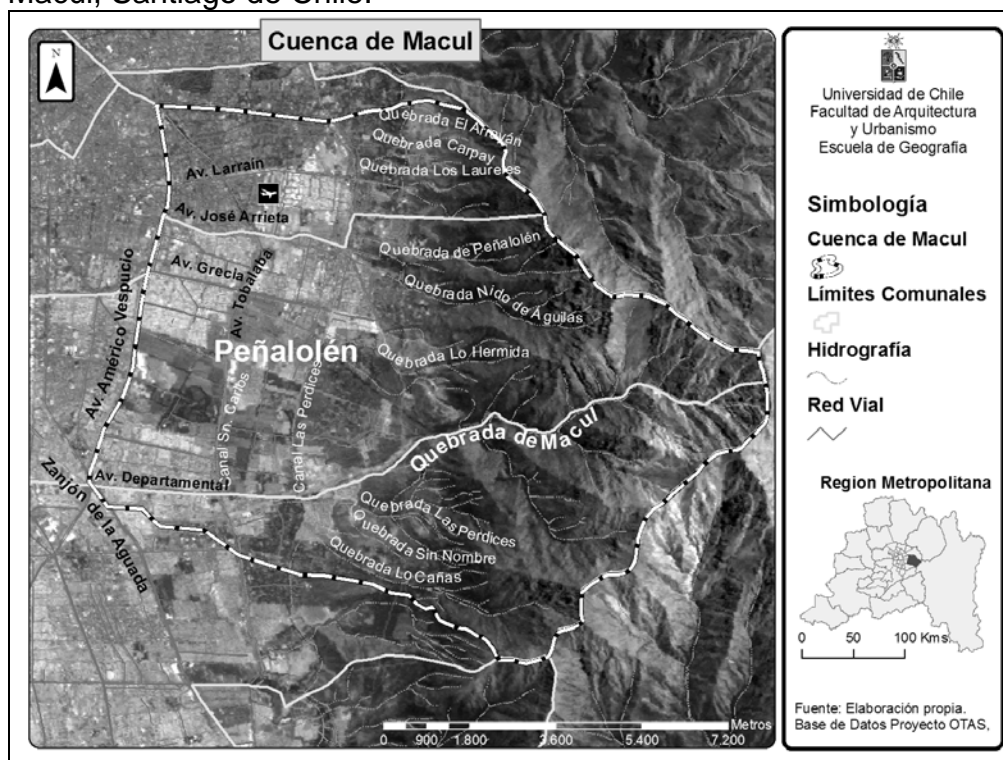 Macul, Santiago de Chile.
Cuenca de Macul
N
Quebrada El Arrayán
Quebrada Carpay
Av. Larraín
Quebrada Los Laureles
Av. José Arrieta
Quebrada de Peñalolén
Av. Grecia
Av. Tobalaba
Quebrada Nido de Águilas
Av. Américo Vespucio
Peñalolén
Quebrada Lo Hermida
Canal Sn. Carlos
Canal Las Perdices
Quebrada de Macul
Av. Departamental
Zanjón de la Aguada
Quebrada Las Perdices
Quebrada Sin Nombre
Quebrada Lo Cañas
Metros
0 900 1.800 3.600 5.400 7.200
Universidad de Chile
Facultad de Arquitectura
y Urbanismo
Escuela de Geografía
Simbología
Cuenca de Macul
Límites Comunales
Hidrografía
Red Vial
Region Metropolitana
0 50 100 Kms.
Fuente: Elaboración propia.
Base de Datos Proyecto OTAS,